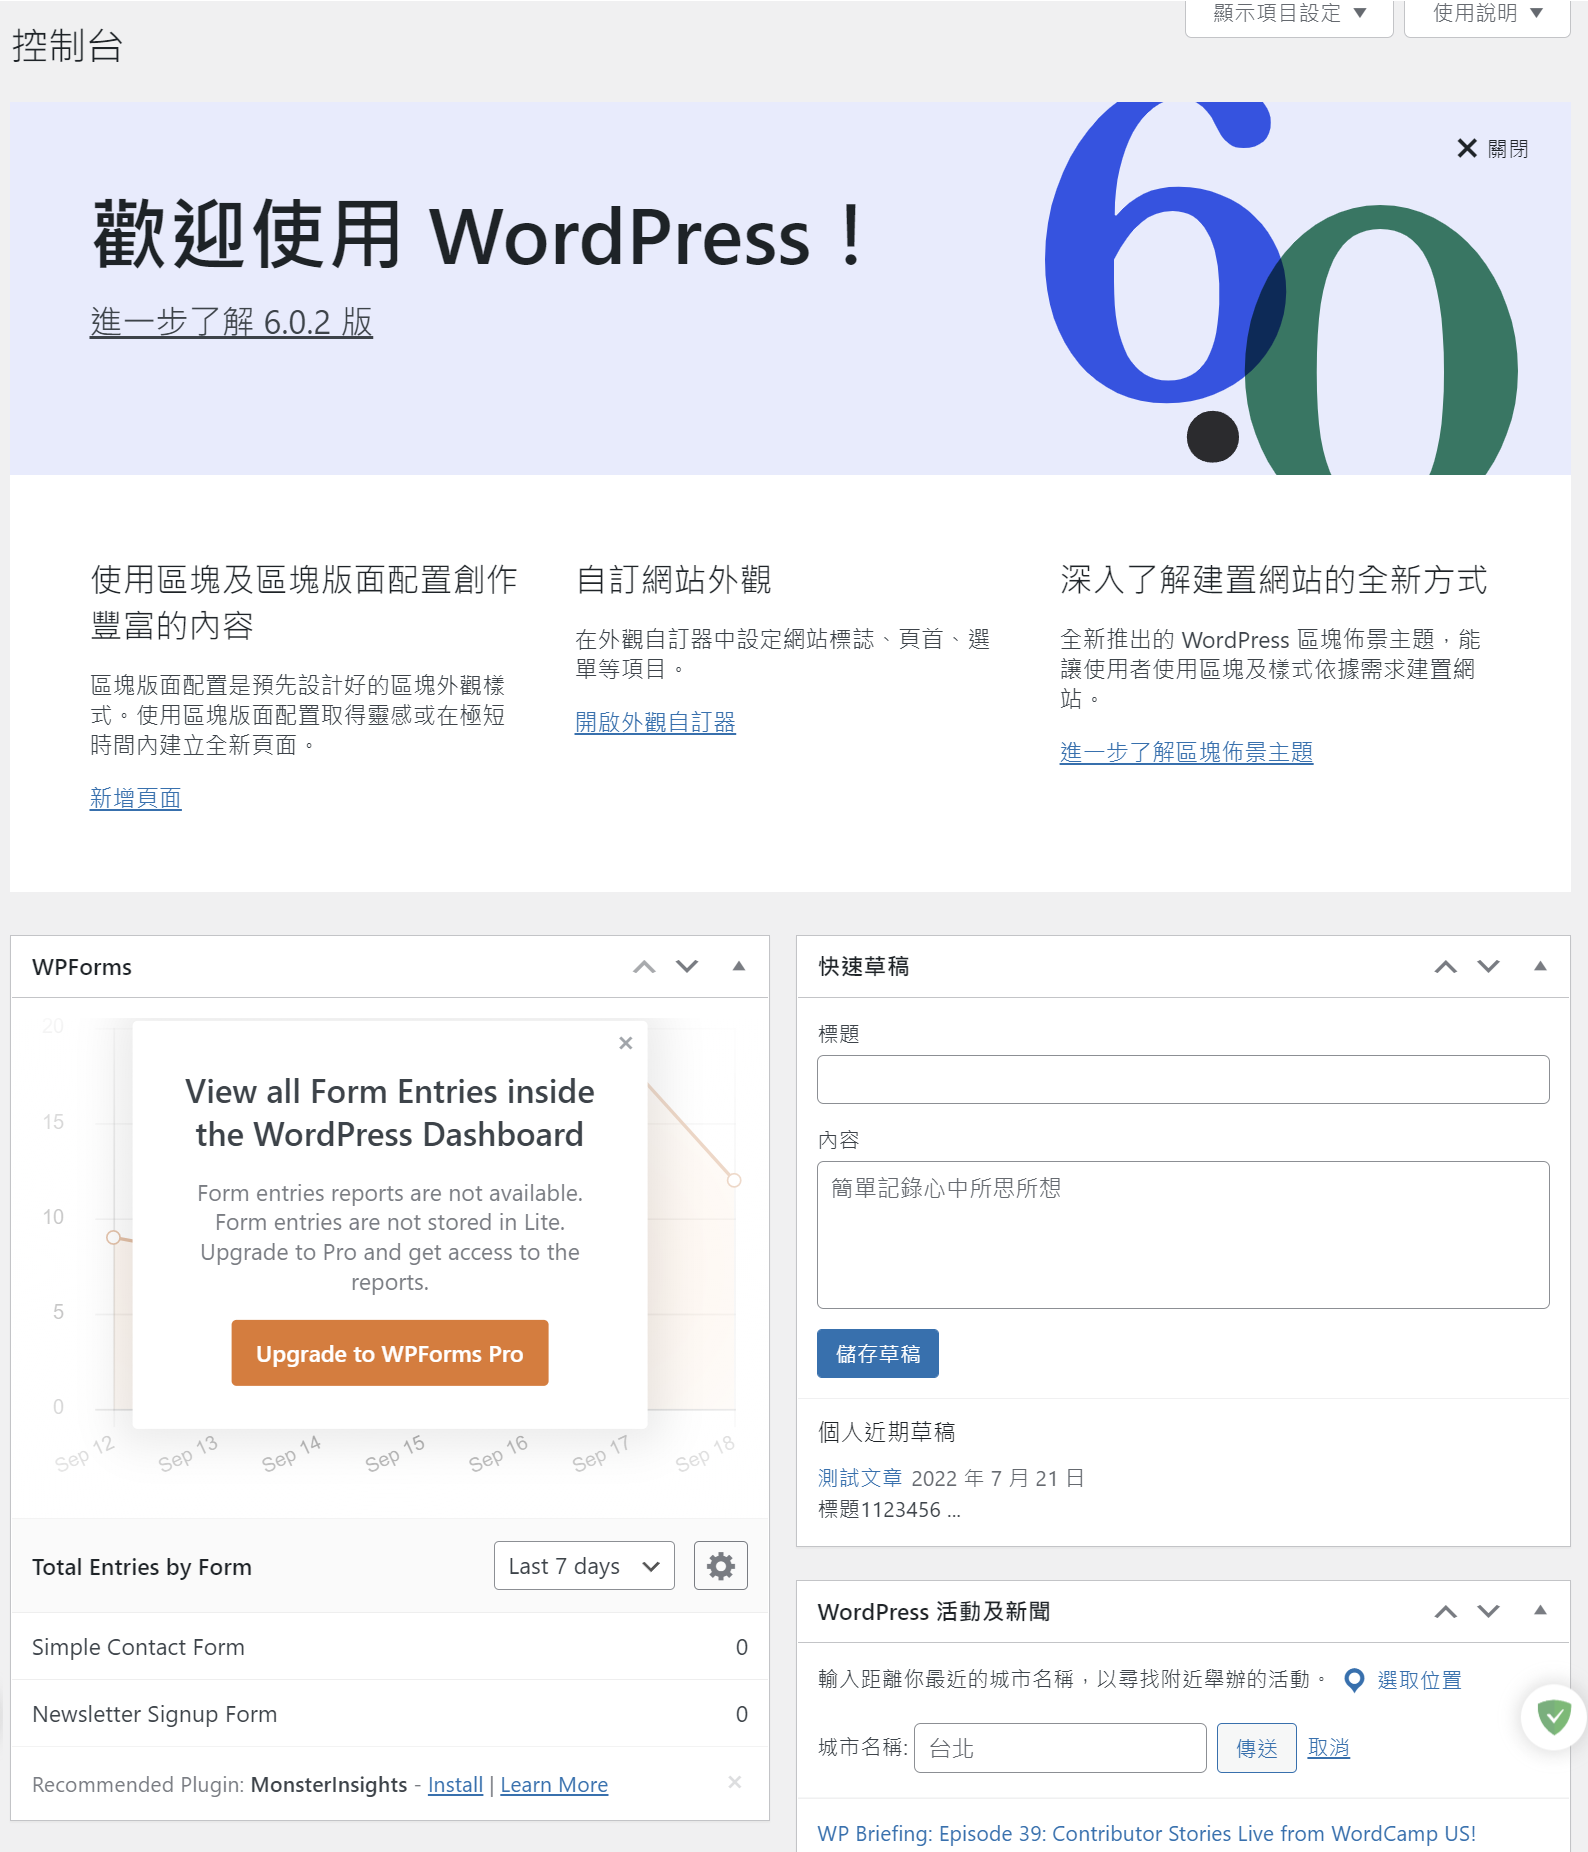 顯示項目設定 ▼
使用說明 ▼
控制台
關閉
歡迎使用 WordPress！
進一步了解 6.0.2 版
6.0
使用區塊及區塊版面配置創作
豐富的內容
區塊版面配置是預先設計好的區塊外觀樣
式。使用區塊版面配置取得靈感或在極短
時間內建立全新頁面。
新增頁面
自訂網站外觀
在外觀自訂器中設定網站標誌、頁首、選
單等項目。
開啟外觀自訂器
深入了解建置網站的全新方式
全新推出的 WordPress 區塊佈景主題，能
讓使用者使用區塊及樣式依據需求建置網
站。
進一步了解區塊佈景主題
WPForms
20
15
10
5
0
Sep 12
Sep 13
Sep 14
Sep 15
Sep 16
Sep 17
Sep 18
View all Form Entries inside
the WordPress Dashboard
Form entries reports are not available.
Form entries are not stored in Lite.
Upgrade to Pro and get access to the
reports.
Upgrade to WPForms Pro
Total Entries by Form
Last 7 days
Simple Contact Form 0
Newsletter Signup Form 0
Recommended Plugin: MonsterInsights - Install | Learn More
快速草稿
標題
內容
簡單記錄心中所思所想
儲存草稿
個人近期草稿
測試文章 2022 年 7 月 21 日
標題1123456 ...
WordPress 活動及新聞
輸入距離你最近的城市名稱，以尋找附近舉辦的活動。 選取位置
城市名稱: 台北 傳送 取消
WP Briefing: Episode 39: Contributor Stories Live from WordCamp US!